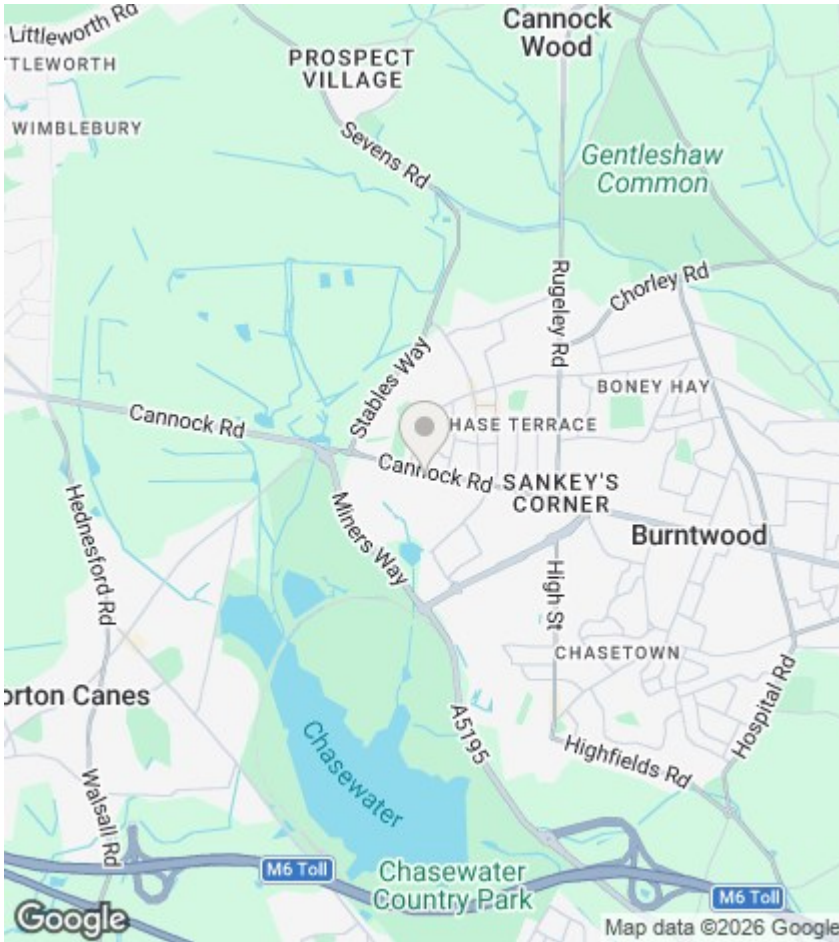 Littleworth Rd
TTLEWORTH
WIMBLEBURY
PROSPECT
VILLAGE
Cannock
Wood
Sevens Rd
Gentleshaw
Common
Rugeley Rd
Chorley Rd
Stables Way
BONEY HAY
HASE TERRACE
Cannock Rd
Cannock Rd
SANKEY'S
CORNER
Burntwood
Hednesford Rd
Miners Way
High St
CHASETOWN
Hospital Rd
orton Canes
A5195
Highfields Rd
Chasewater
Walsall Rd
M6 Toll
Chasewater
Country Park
M6 Toll
Google
Map data ©2026 Google